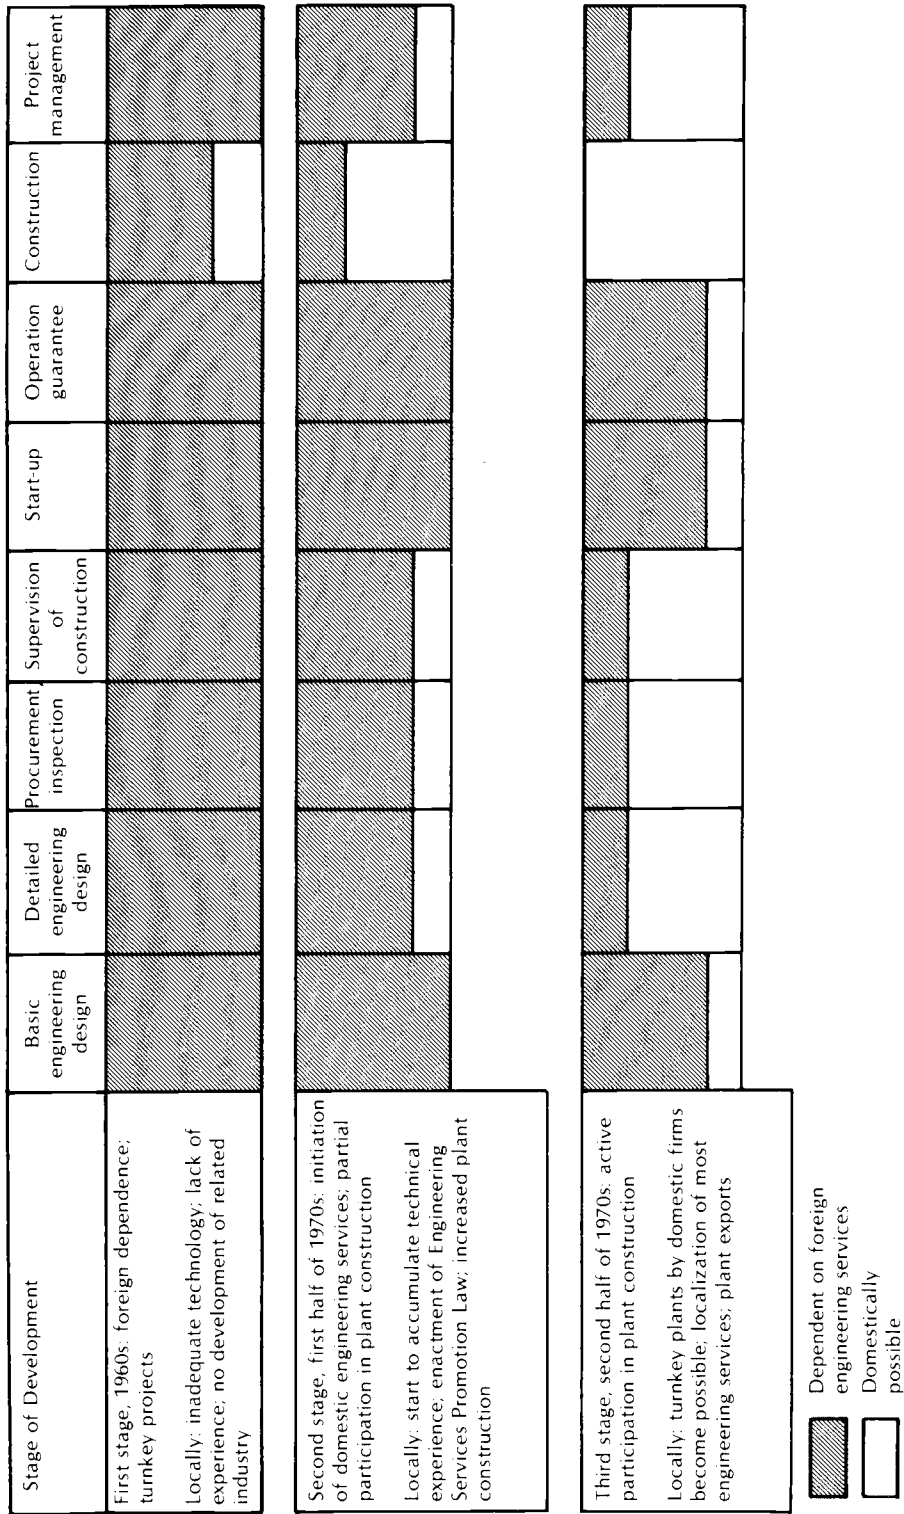 Stage of Development
Basic
engineering
design
Detailed
engineering
design
Procurement,
inspection
Supervision
of
construction
Start-up
Operation
guarantee
Construction
Project
management
First stage, 1960s: foreign dependence;
turnkey projects
Locally: inadequate technology; lack of
experience; no development of related
industry
Second stage, first half of 1970s: initiation
of domestic engineering services; partial
participation in plant construction
Locally: start to accumulate technical
experience; enactment of Engineering
Services Promotion Law; increased plant
construction
Third stage, second half of 1970s: active
participation in plant construction
Locally: turnkey plants by domestic firms
become possible; localization of most
engineering services; plant exports
Dependent on foreign
engineering services
Domestically
possible